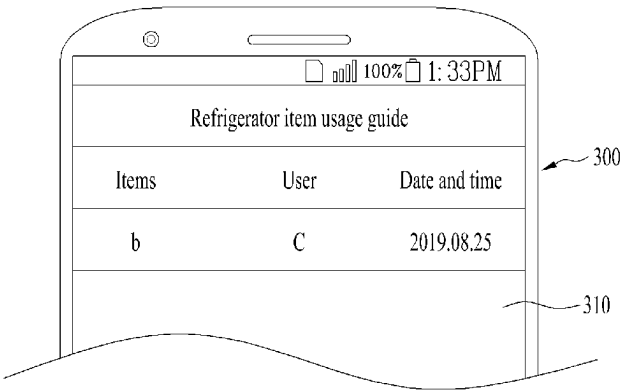 100% 1:33PM
Refrigerator item usage guide
Items User Date and time
b C 2019.08.25
300
310